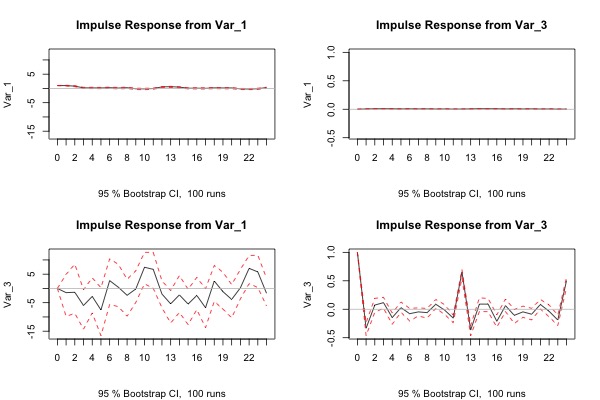 Impulse Response from Var_1
Var_1
5
-5
-15
0 2 4 6 8 10 13 16 19 22
95 % Bootstrap CI, 100 runs
Impulse Response from Var_3
Var_1
1.0
0.5
0.0
-0.5
0 2 4 6 8 10 13 16 19 22
95 % Bootstrap CI, 100 runs
Impulse Response from Var_1
Var_3
5
-5
-15
0 2 4 6 8 10 13 16 19 22
95 % Bootstrap CI, 100 runs
Impulse Response from Var_3
Var_3
1.0
0.5
0.0
-0.5
0 2 4 6 8 10 13 16 19 22
95 % Bootstrap CI, 100 runs